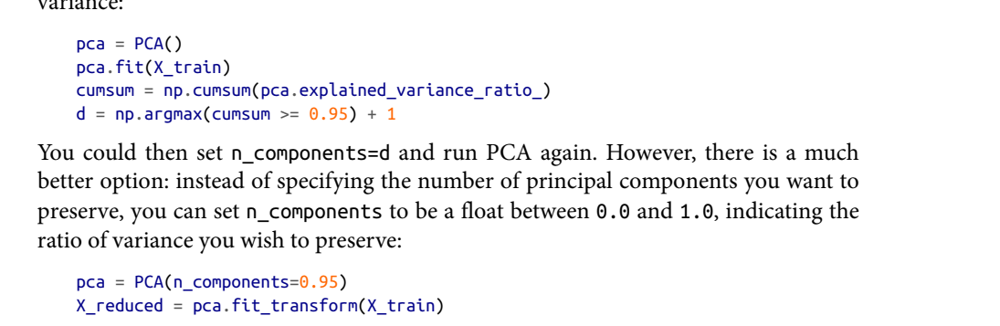 variance:
pca = PCA()
pca.fit(X_train)
cumsum = np.cumsum(pca.explained_variance_ratio_)
d = np.argmax(cumsum >= 0.95) + 1
You could then set n_components=d and run PCA again. However, there is a much
better option: instead of specifying the number of principal components you want to
preserve, you can set n_components to be a float between 0.0 and 1.0, indicating the
ratio of variance you wish to preserve:
pca = PCA(n_components=0.95)
X_reduced = pca.fit_transform(X_train)